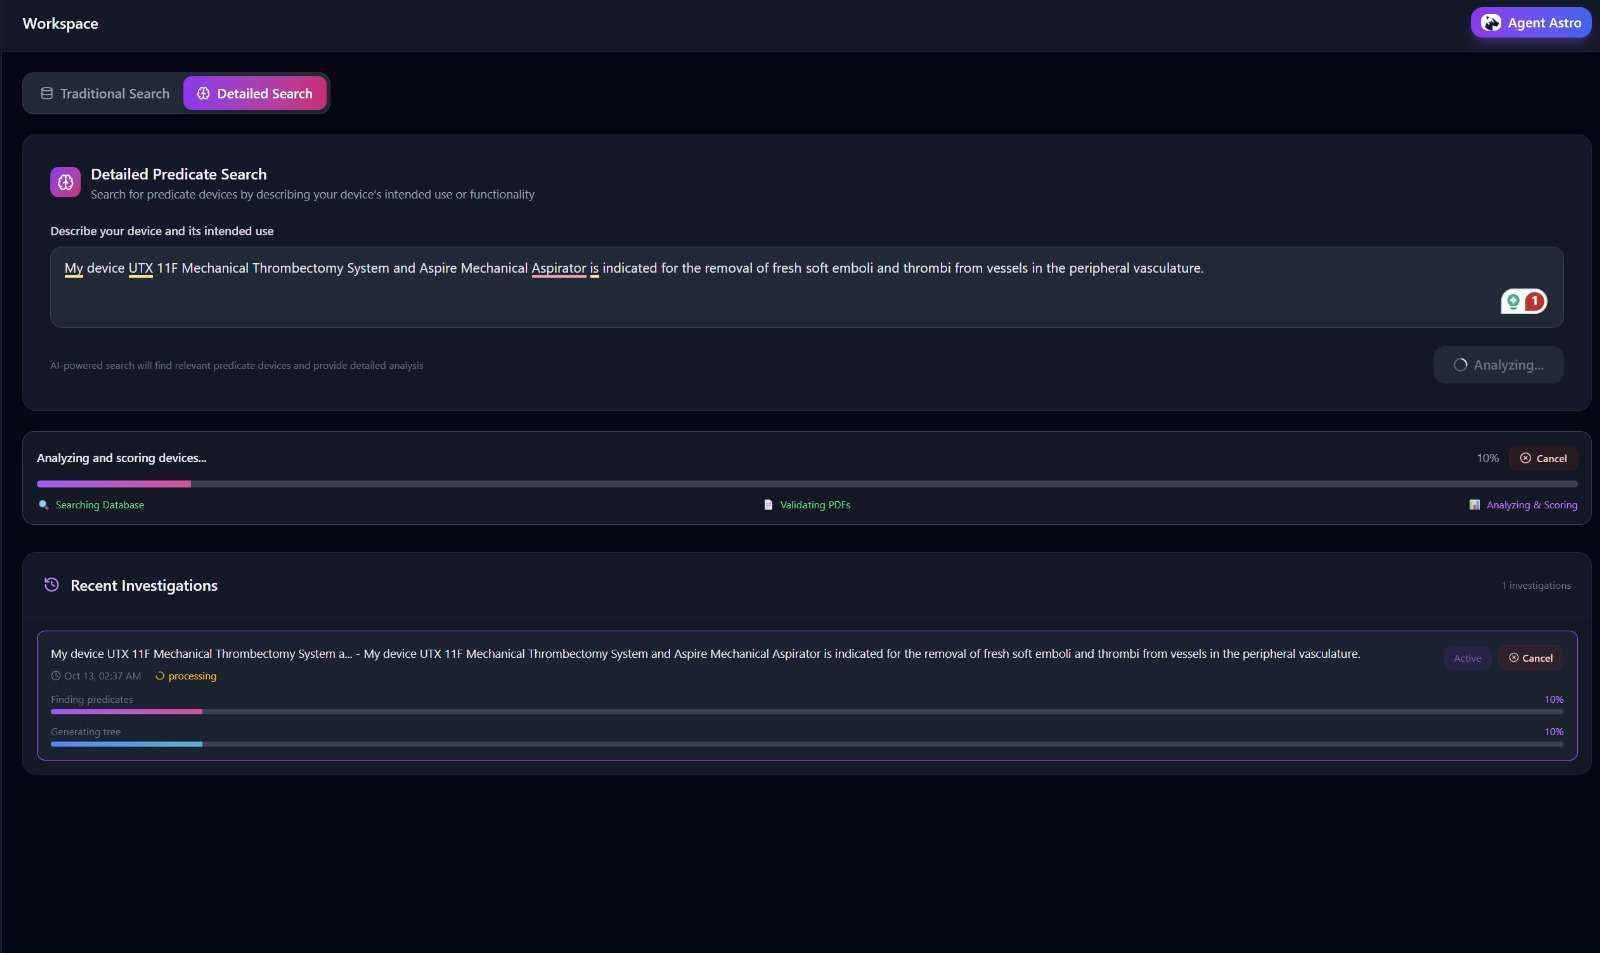 Workspace
Agent Astro
Traditional Search
Detailed Search
Detailed Predicate Search
Search for predicate devices by describing your device's intended use or functionality
Describe your device and its intended use
My device UTX 11F Mechanical Thrombectomy System and Aspire Mechanical Aspirator is indicated for the removal of fresh soft emboli and thrombi from vessels in the peripheral vasculature.
1
AI-powered search will find relevant predicate devices and provide detailed analysis
Analyzing...
Analyzing and scoring devices...
10%
Cancel
Searching Database
Validating PDFs
Analyzing & Scoring
Recent Investigations
1 investigations
My device UTX 11F Mechanical Thrombectomy System a... - My device UTX 11F Mechanical Thrombectomy System and Aspire Mechanical Aspirator is indicated for the removal of fresh soft emboli and thrombi from vessels in the peripheral vasculature.
Active
Cancel
Oct 13, 02:37 AM
processing
Finding predicates
10%
Generating tree
10%